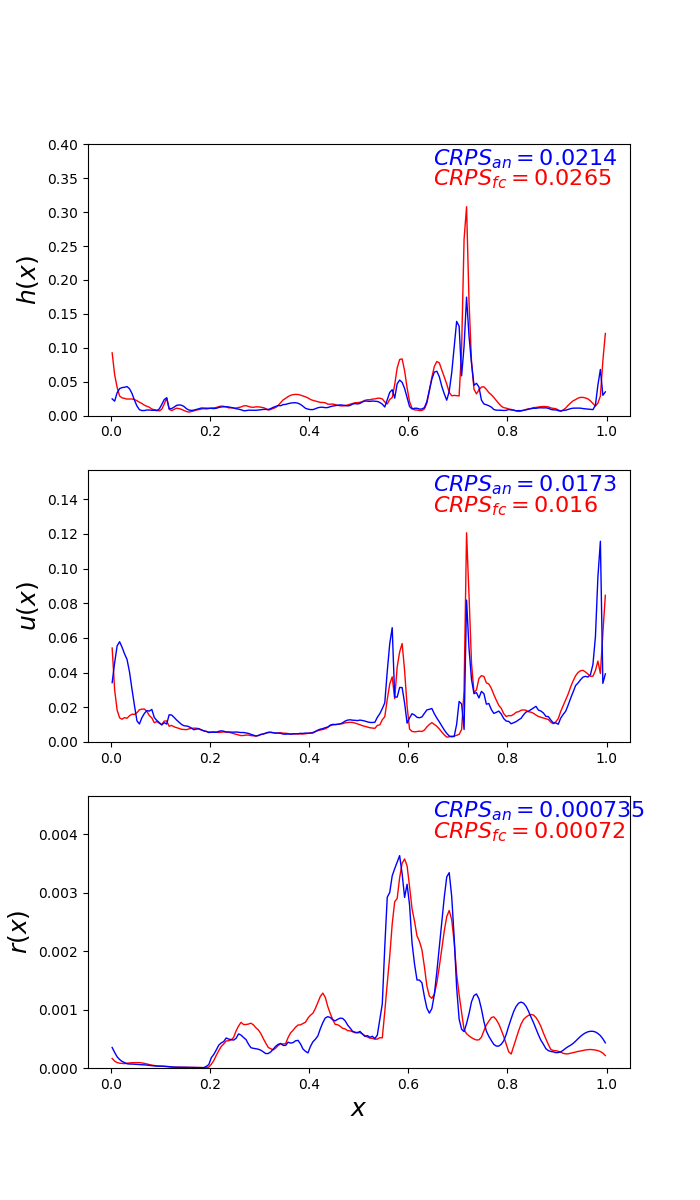 0.40
CRPS_an = 0.0214
0.35
CRPS_fc = 0.0265
0.30
0.25
0.20
0.15
0.10
0.05
0.00
h(x)
0.0 0.2 0.4 0.6 0.8 1.0
CRPS_an = 0.0173
0.14
CRPS_fc = 0.016
0.12
0.10
0.08
0.06
0.04
0.02
0.00
u(x)
0.0 0.2 0.4 0.6 0.8 1.0
CRPS_an = 0.000735
0.004
CRPS_fc = 0.00072
0.003
0.002
0.001
0.000
r(x)
0.0 0.2 0.4 0.6 0.8 1.0
x